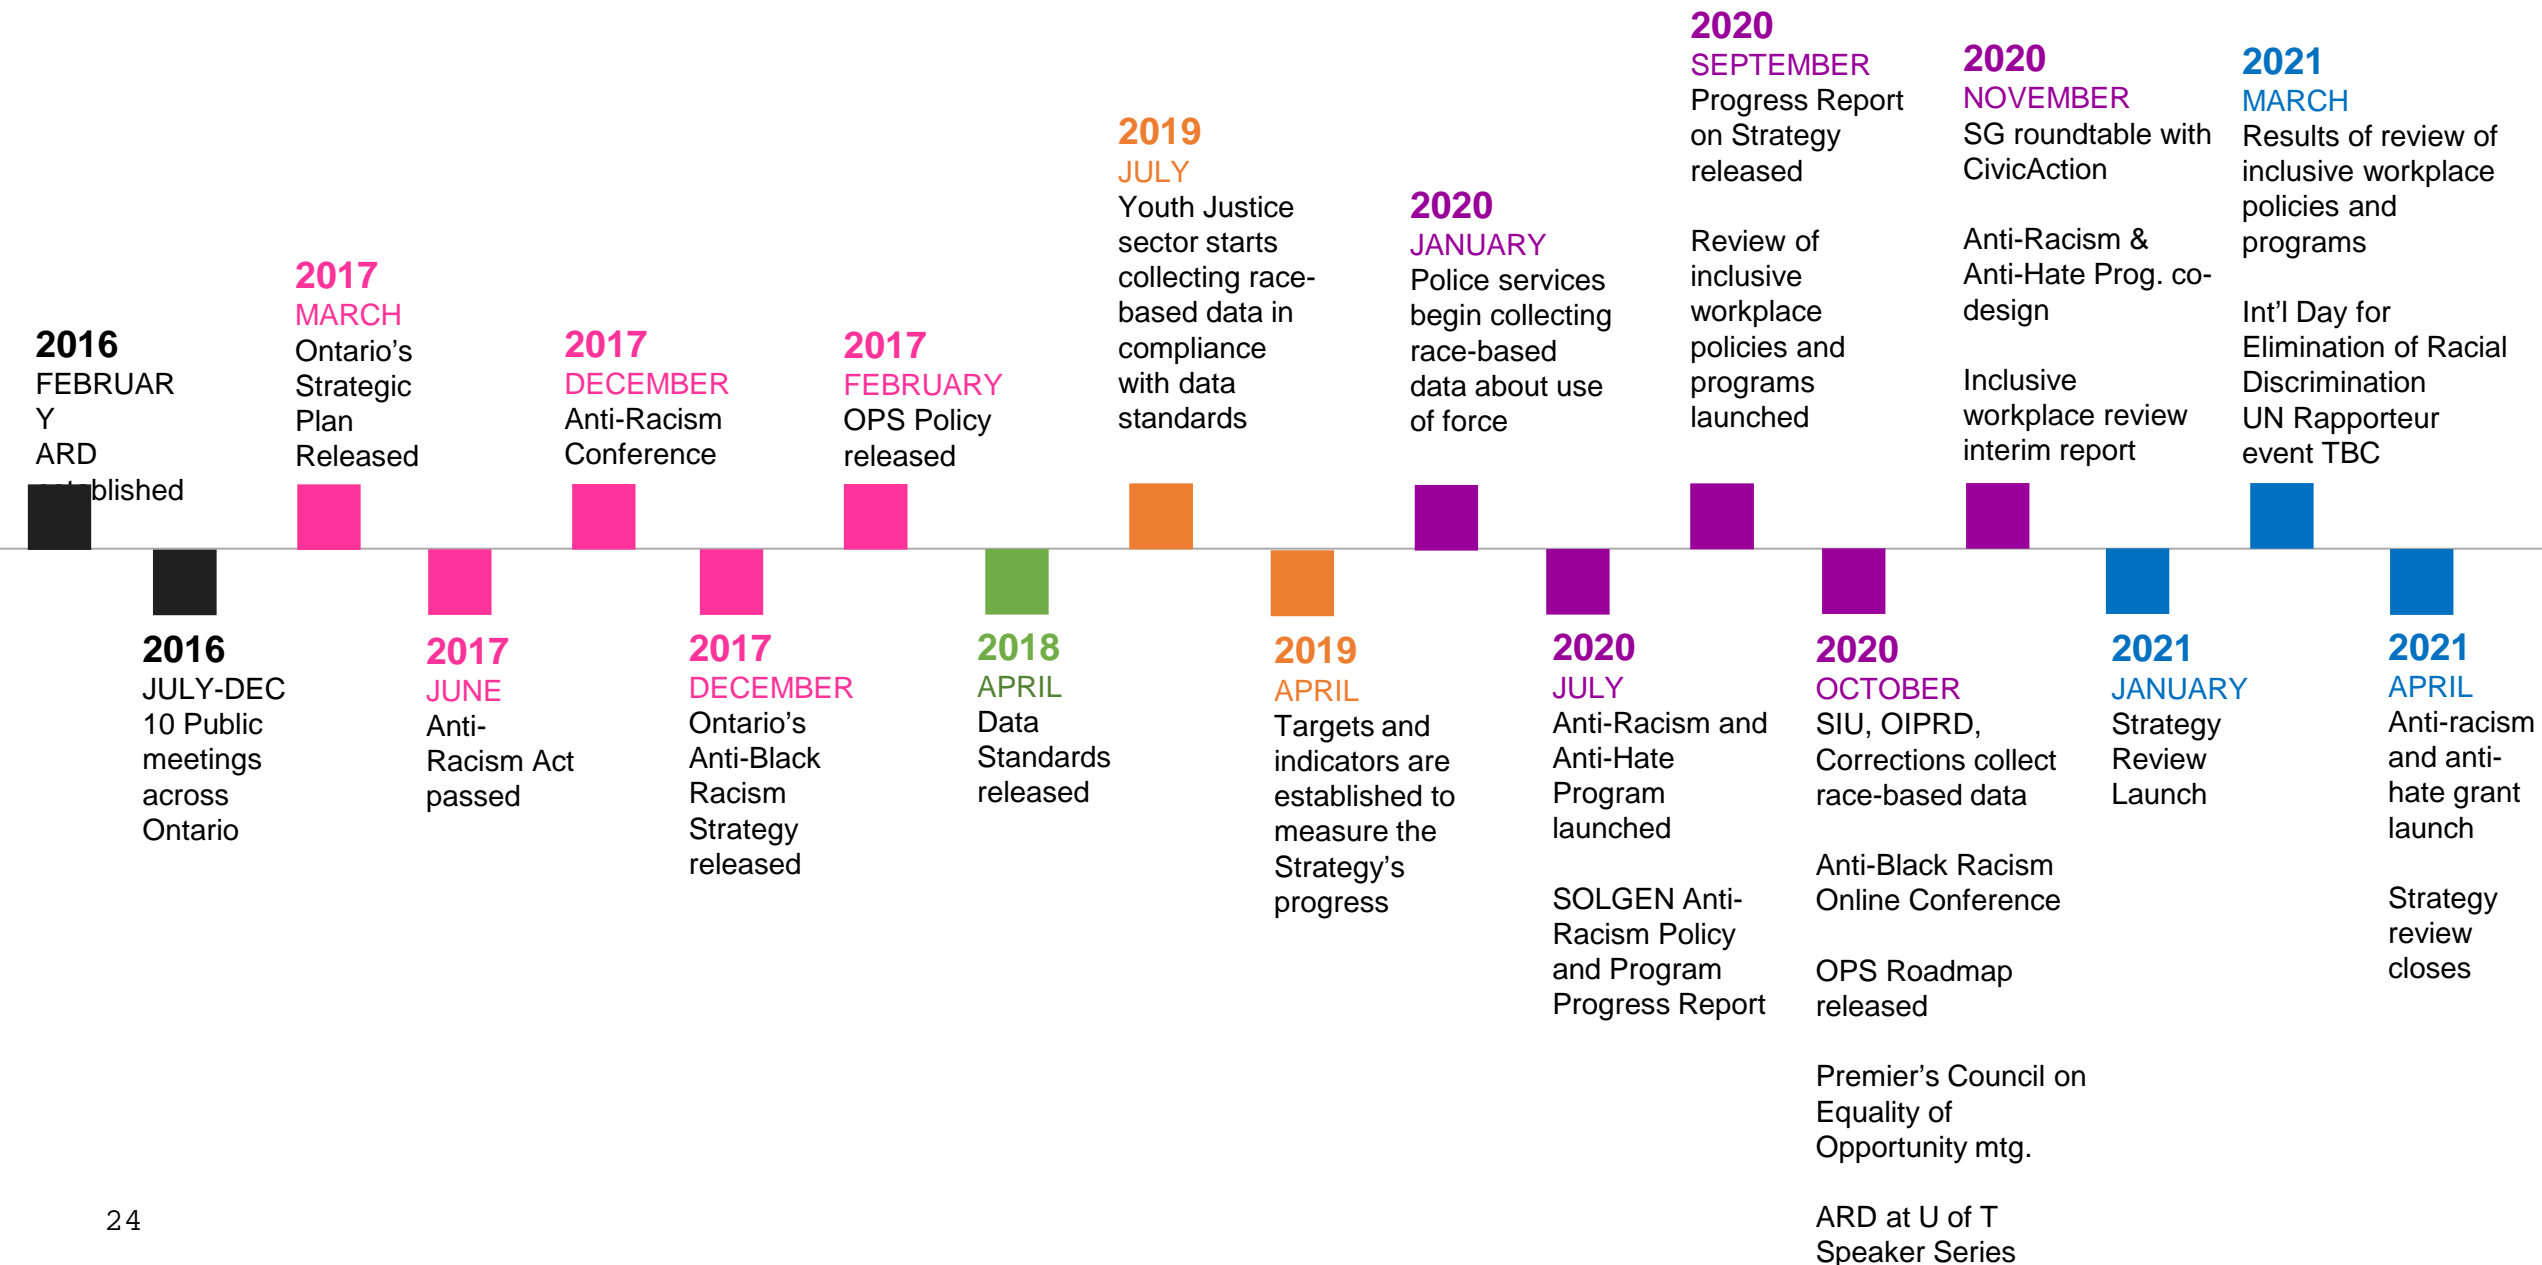 2016
FEBRUAR
Y
ARD
established
2016
JULY-DEC
10 Public
meetings
across
Ontario
2017
MARCH
Ontario’s
Strategic
Plan
Released
2017
JUNE
Anti-
Racism Act
passed
2017
DECEMBER
Anti-Racism
Conference
2017
DECEMBER
Ontario’s
Anti-Black
Racism
Strategy
released
2017
FEBRUARY
OPS Policy
released
2018
APRIL
Data
Standards
released
2019
JULY
Youth Justice
sector starts
collecting race-
based data in
compliance
with data
standards
2019
APRIL
Targets and
indicators are
established to
measure the
Strategy’s
progress
2020
JANUARY
Police services
begin collecting
race-based
data about use
of force
2020
JULY
Anti-Racism and
Anti-Hate
Program
launched
SOLGEN Anti-
Racism Policy
and Program
Progress Report
2020
SEPTEMBER
Progress Report
on Strategy
released
Review of
inclusive
workplace
policies and
programs
launched
2020
OCTOBER
SIU, OIPRD,
Corrections collect
race-based data
Anti-Black Racism
Online Conference
OPS Roadmap
released
Premier’s Council on
Equality of
Opportunity mtg.
ARD at U of T
Speaker Series
2020
NOVEMBER
SG roundtable with
CivicAction
Anti-Racism &
Anti-Hate Prog. co-
design
Inclusive
workplace review
interim report
2021
JANUARY
Strategy
Review
Launch
2021
MARCH
Results of review of
inclusive workplace
policies and
programs
Int’l Day for
Elimination of Racial
Discrimination
UN Rapporteur
event TBC
2021
APRIL
Anti-racism
and anti-
hate grant
launch
Strategy
review
closes
24